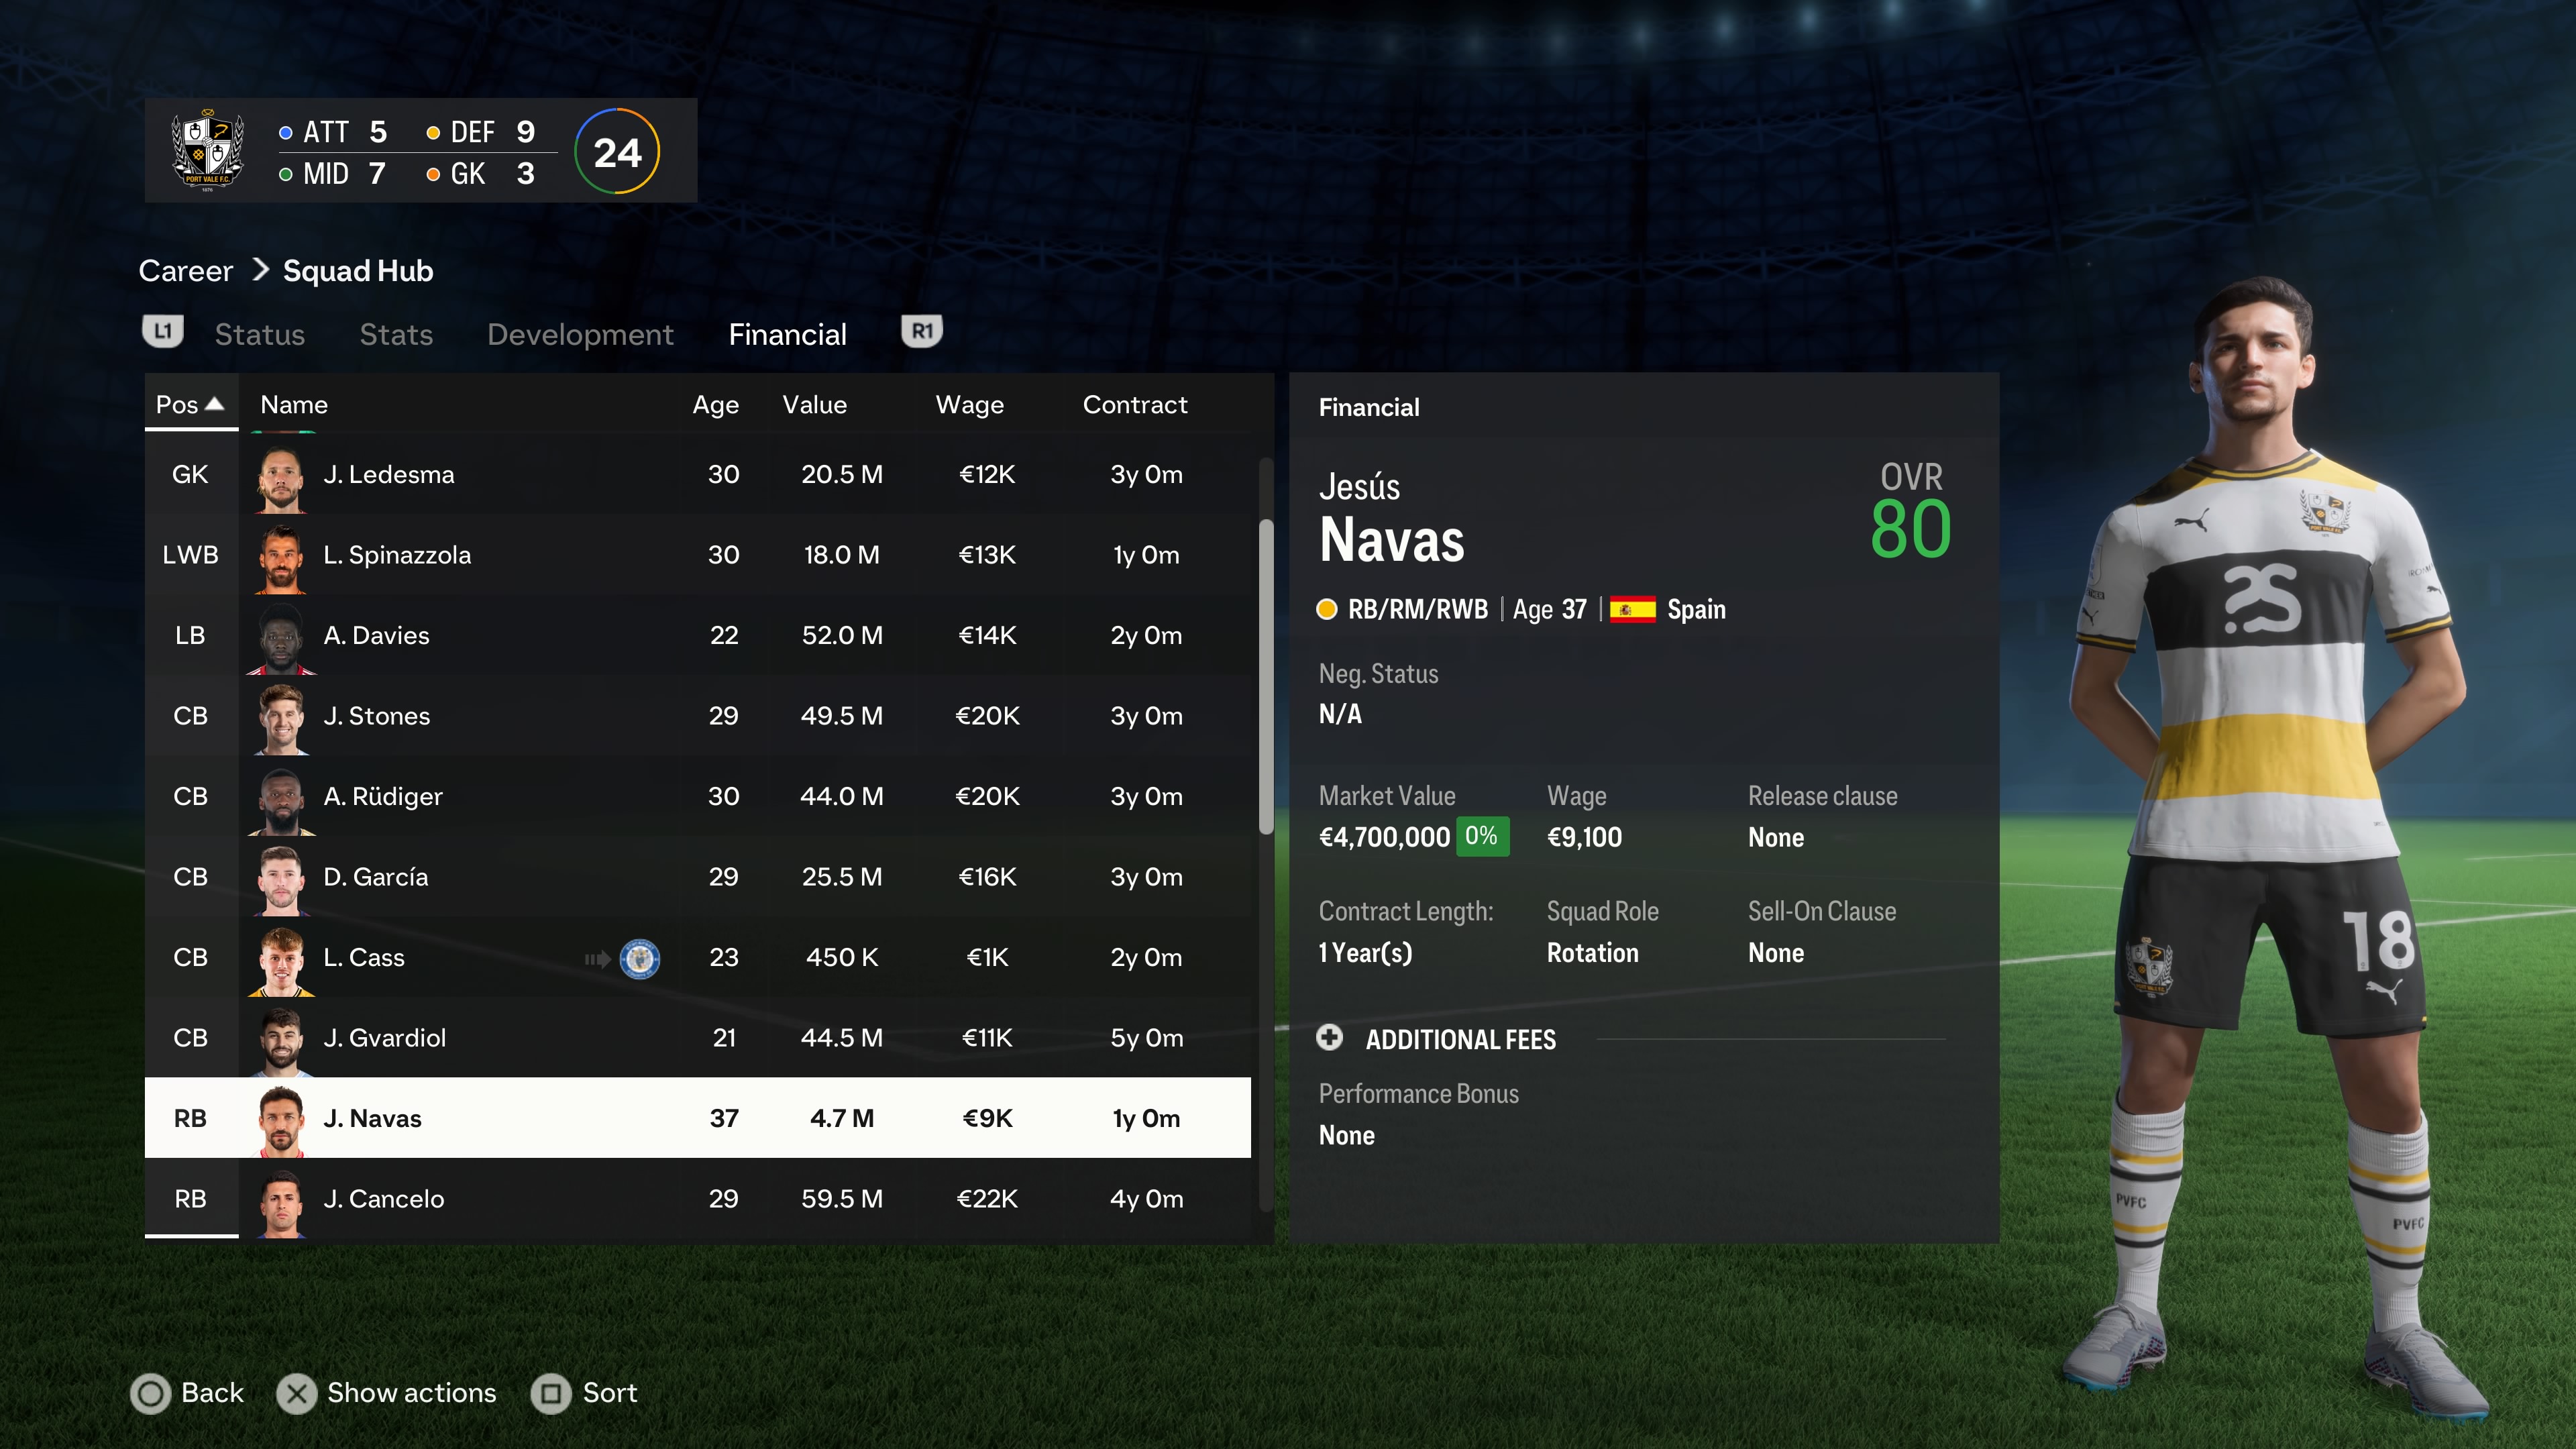 ATT 5 DEF 9
24
MID 7 GK 3
PORT VALE F.C.
1876
Career > Squad Hub
L1 Status Stats Development Financial R1
Pos Name Age Value Wage Contract
GK J. Ledesma 30 20.5 M €12K 3y 0m
LWB L. Spinazzola 30 18.0 M €13K 1y 0m
LB A. Davies 22 52.0 M €14K 2y 0m
CB J. Stones 29 49.5 M €20K 3y 0m
CB A. Rüdiger 30 44.0 M €20K 3y 0m
CB D. García 29 25.5 M €16K 3y 0m
CB L. Cass 23 450 K €1K 2y 0m
CB J. Gvardiol 21 44.5 M €11K 5y 0m
RB J. Navas 37 4.7 M €9K 1y 0m
RB J. Cancelo 29 59.5 M €22K 4y 0m
Financial
Jesús
Navas
OVR
80
RB/RM/RWB | Age 37 | Spain
Neg. Status
N/A
Market Value Wage Release clause
€4,700,000 0% €9,100 None
Contract Length: Squad Role Sell-On Clause
1 Year(s) Rotation None
ADDITIONAL FEES
Performance Bonus
None
18
PVFC
PVFC
Back Show actions Sort